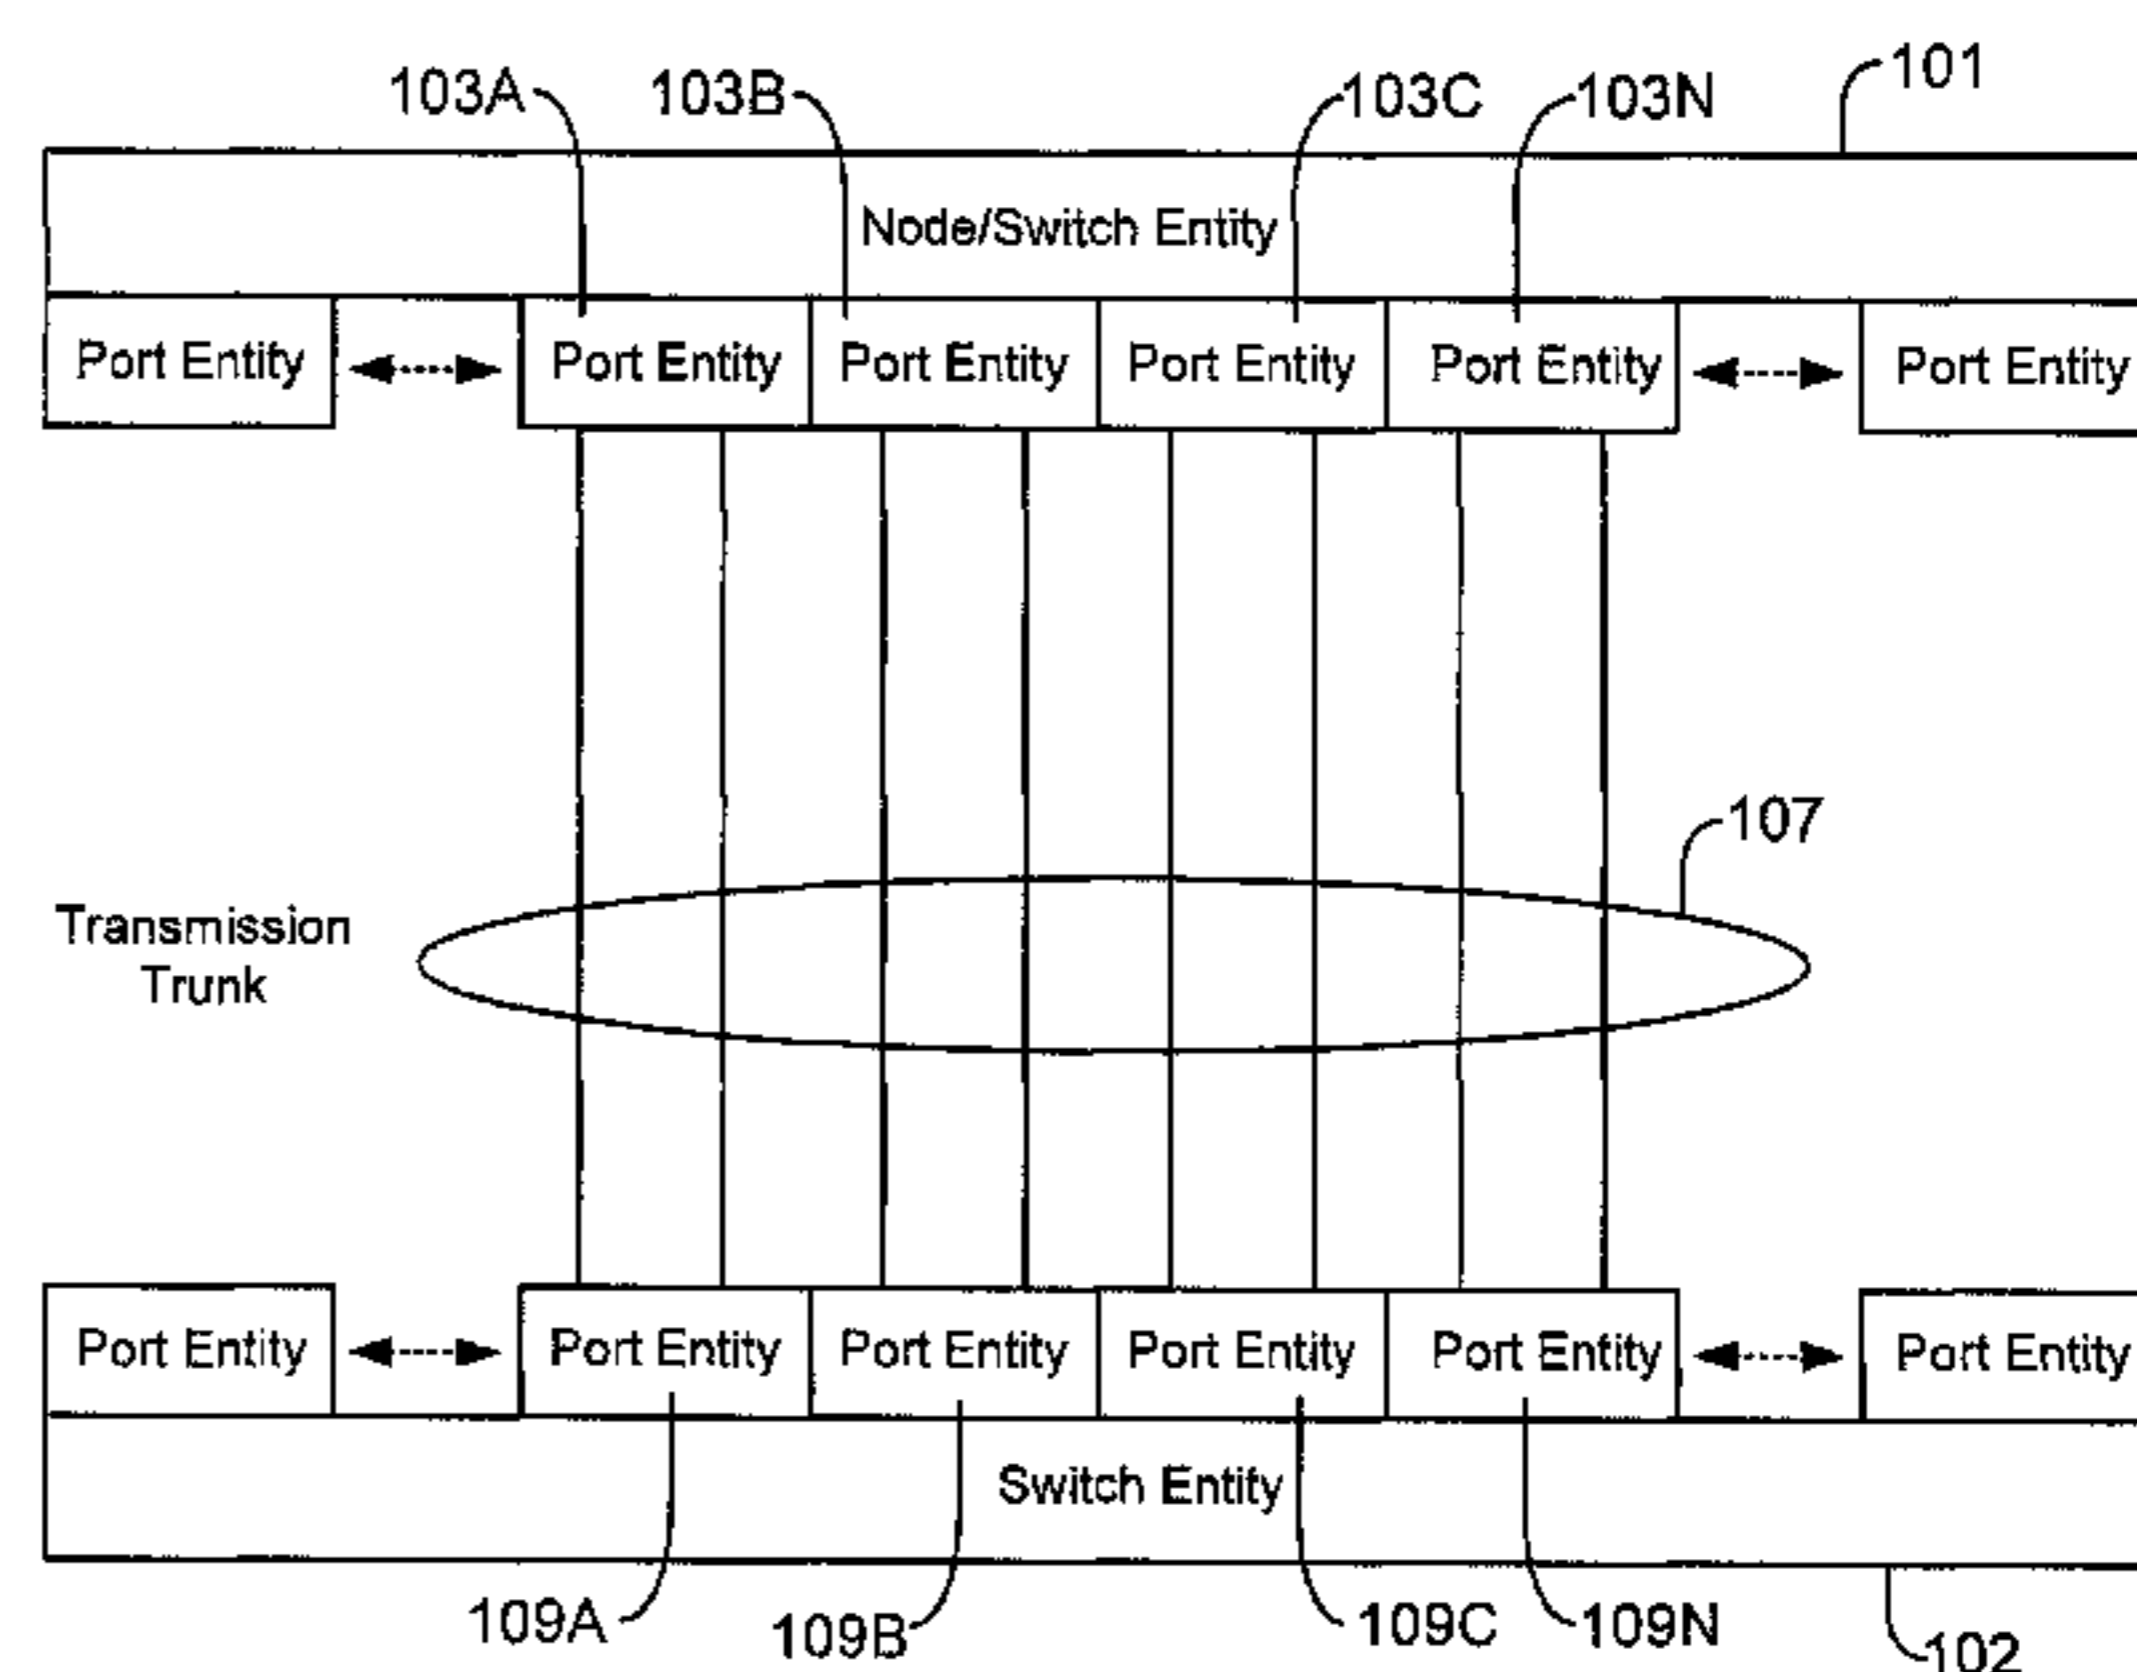 103A 103B 103C 103N 101
Node/Switch Entity
Port Entity Port Entity Port Entity Port Entity Port Entity Port Entity
107
Transmission
Trunk
Port Entity Port Entity Port Entity Port Entity Port Entity Port Entity
Switch Entity
109A 109B 109C 109N 102